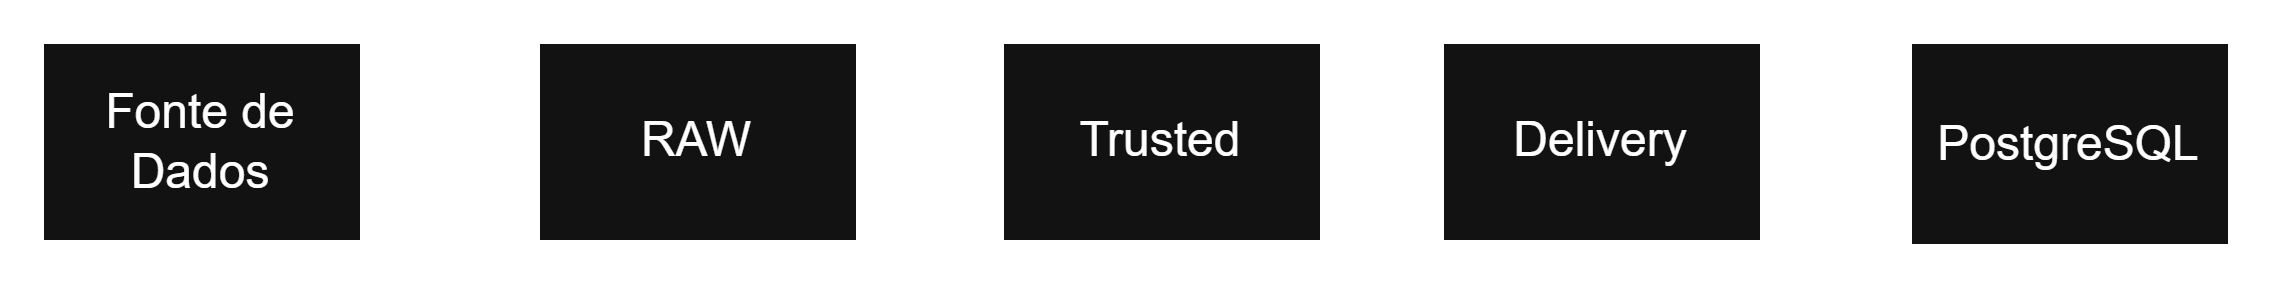 Fonte de
Dados
RAW
Trusted
Delivery
PostgreSQL